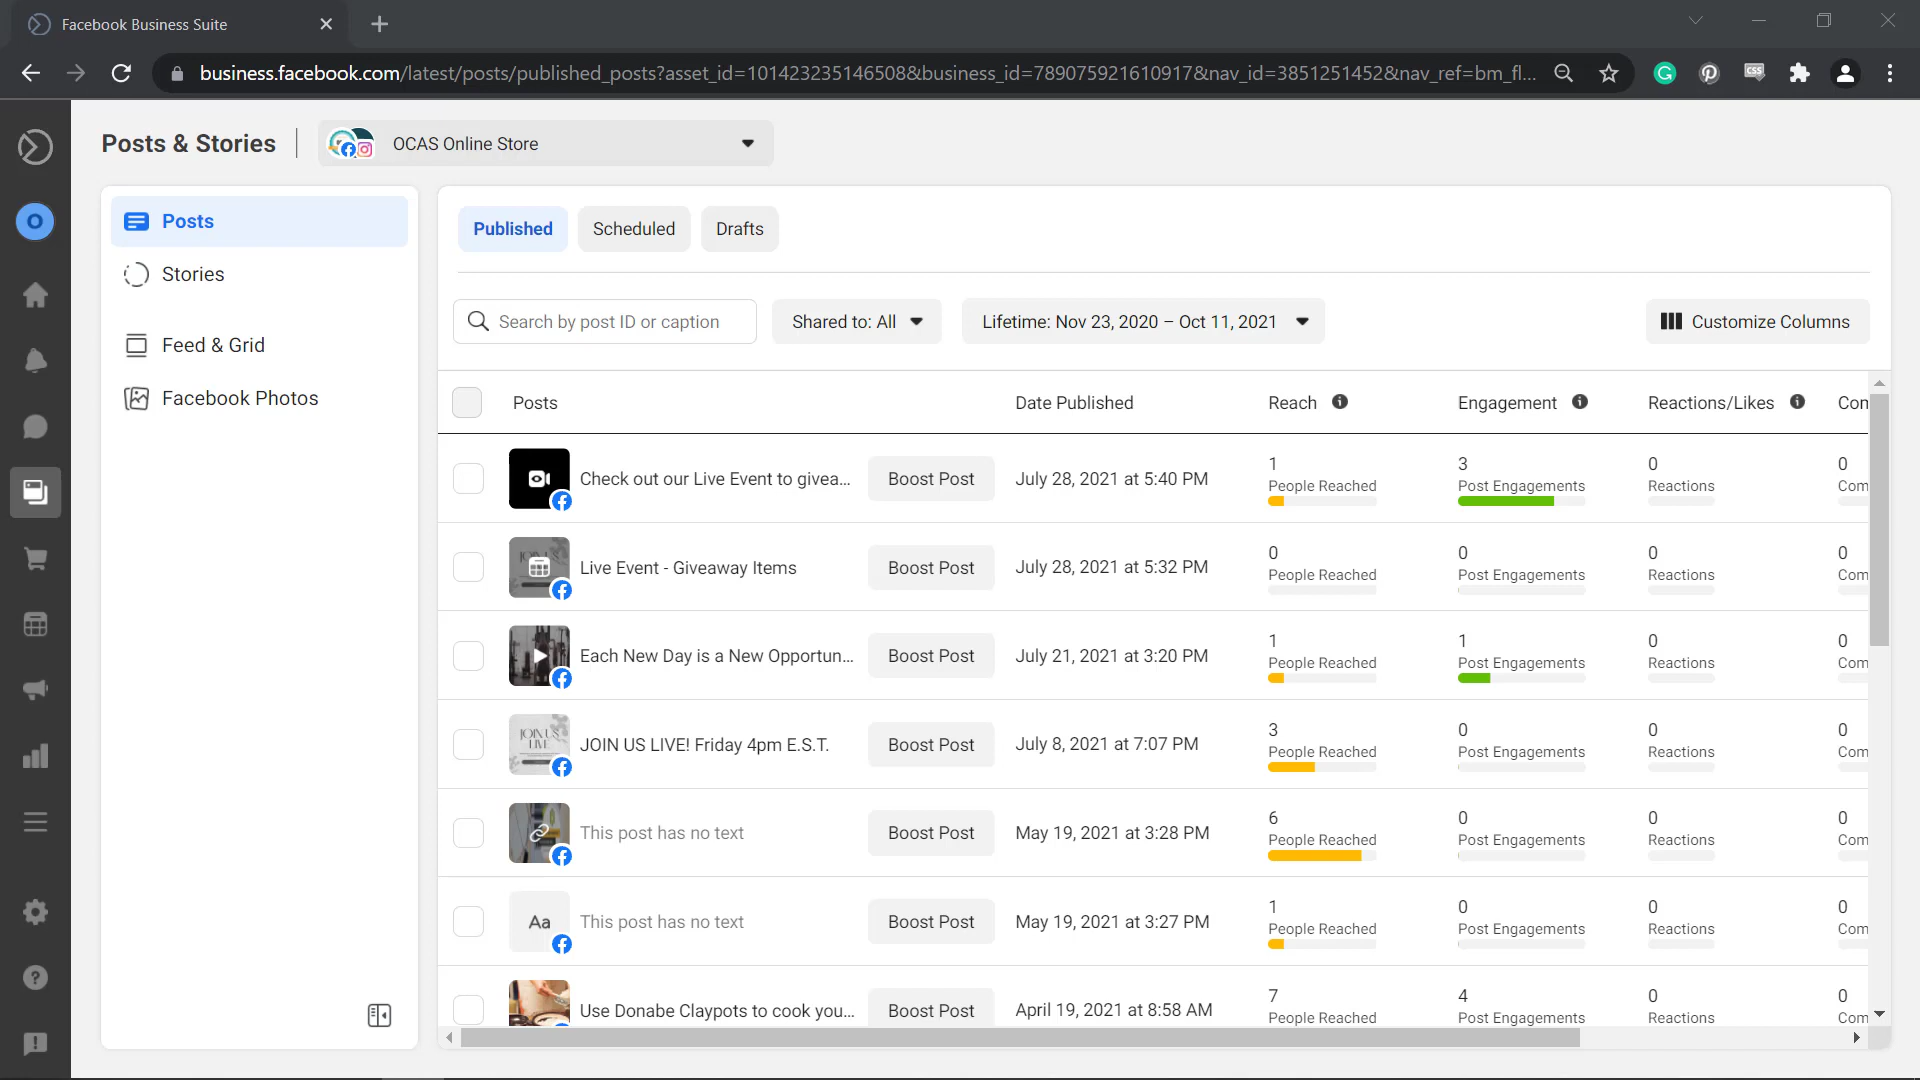 Facebook Business Suite
business.facebook.com/latest/posts/published_posts?asset_id=101423235146508&business_id=789075921610917&nav_id=3851251452&nav_ref=bm_fl...
Posts & Stories
OCAS Online Store
O
Posts
Stories
Feed & Grid
Facebook Photos
Published
Scheduled
Drafts
Search by post ID or caption
Shared to: All
Lifetime: Nov 23, 2020 – Oct 11, 2021
Customize Columns
Posts
Date Published
Reach
Engagement
Reactions/Likes
Com
Check out our Live Event to givea...
Boost Post
July 28, 2021 at 5:40 PM
1
People Reached
3
Post Engagements
0
Reactions
0
Com
Live Event - Giveaway Items
Boost Post
July 28, 2021 at 5:32 PM
0
People Reached
0
Post Engagements
0
Reactions
0
Com
Each New Day is a New Opportun...
Boost Post
July 21, 2021 at 3:20 PM
1
People Reached
1
Post Engagements
0
Reactions
0
Com
JOIN US
LIVE
JOIN US LIVE! Friday 4pm E.S.T.
Boost Post
July 8, 2021 at 7:07 PM
3
People Reached
0
Post Engagements
0
Reactions
0
Com
This post has no text
Boost Post
May 19, 2021 at 3:28 PM
6
People Reached
0
Post Engagements
0
Reactions
0
Com
Aa
This post has no text
Boost Post
May 19, 2021 at 3:27 PM
1
People Reached
0
Post Engagements
0
Reactions
0
Com
Use Donabe Claypots to cook you...
Boost Post
April 19, 2021 at 8:58 AM
7
People Reached
4
Post Engagements
0
Reactions
0
Com